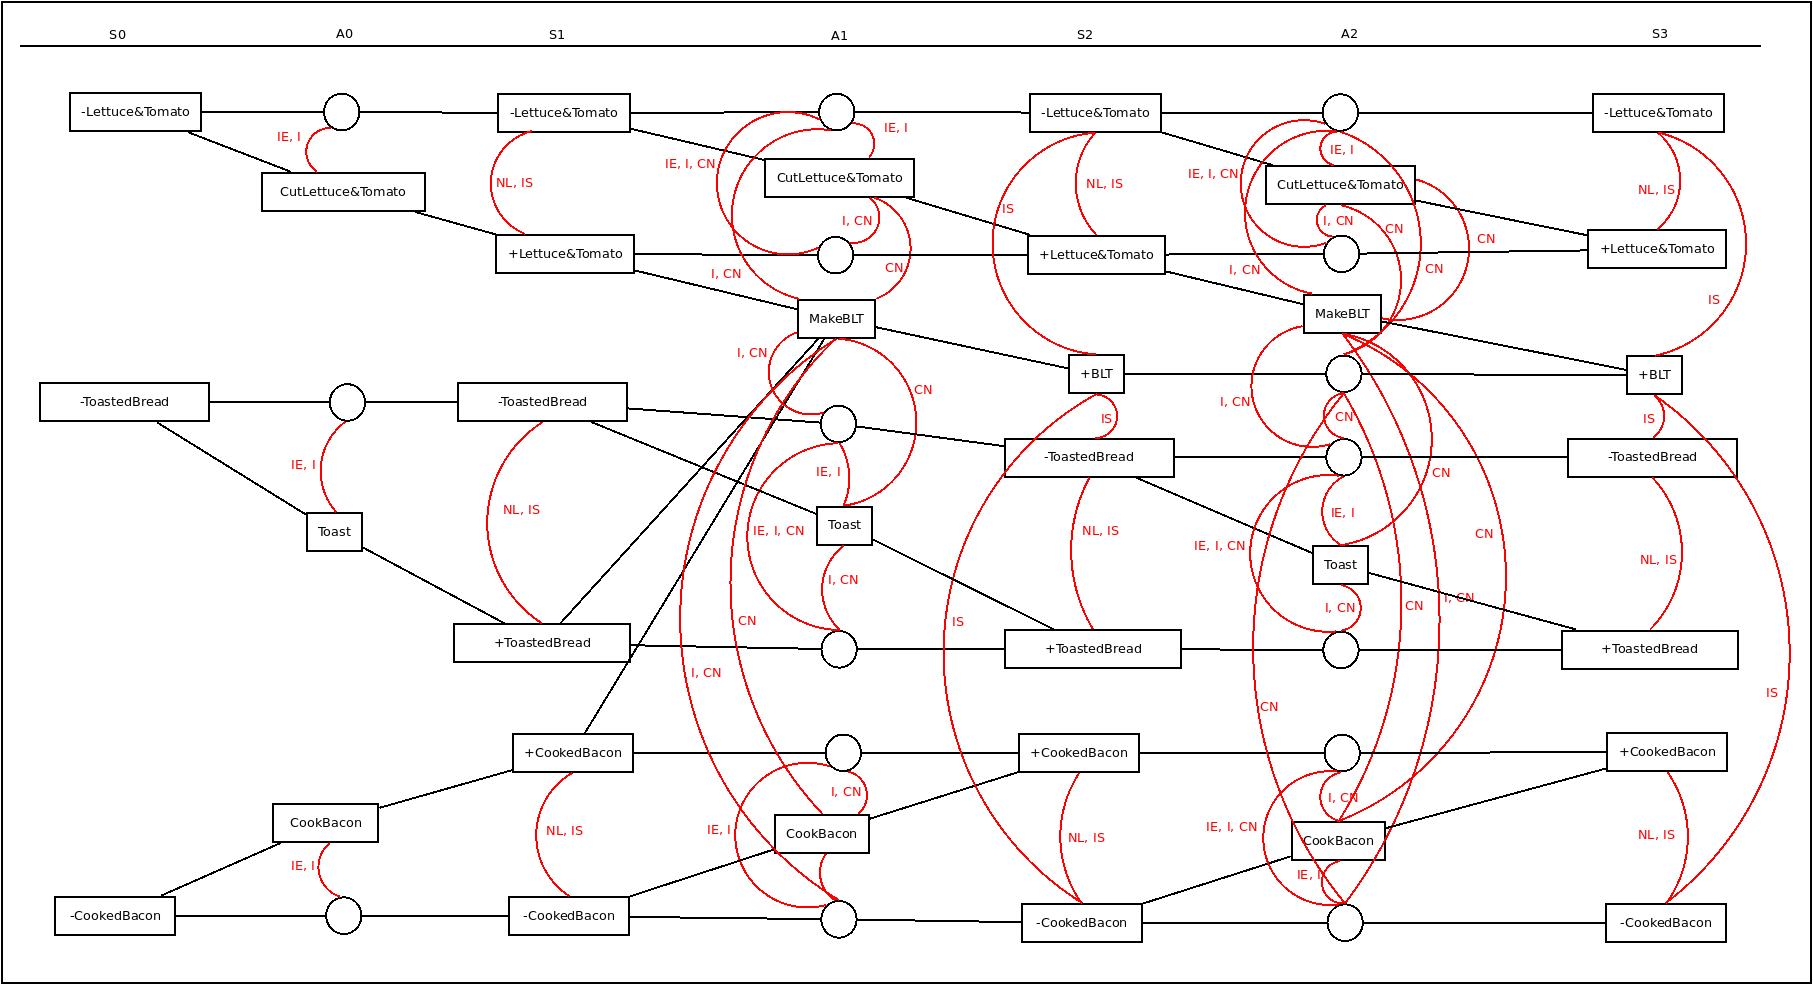 S0 A0 S1 A1 S2 A2 S3
-Lettuce&Tomato -Lettuce&Tomato -Lettuce&Tomato -Lettuce&Tomato
IE, I
IE, I
IE, I, CN
IE, I
IE, I, CN
CutLettuce&Tomato
CutLettuce&Tomato
CutLettuce&Tomato
NL, IS
NL, IS
NL, IS
IS
I, CN
I, CN
CN
CN
+Lettuce&Tomato
+Lettuce&Tomato
+Lettuce&Tomato
+Lettuce&Tomato
I, CN
CN
I, CN
CN
IS
MakeBLT
MakeBLT
I, CN
+BLT
+BLT
CN
-ToastedBread
-ToastedBread
I, CN
IS
CN
IS
-ToastedBread
-ToastedBread
IE, I
IE, I
CN
NL, IS
IE, I
Toast
Toast
IE, I, CN
NL, IS
CN
IE, I, CN
NL, IS
Toast
I, CN
I, CN
CN
I, CN
CN
IS
+ToastedBread
+ToastedBread
+ToastedBread
I, CN
CN
IS
+CookedBacon
+CookedBacon
+CookedBacon
I, CN
I, CN
CookBacon
NL, IS
IE, I
CookBacon
NL, IS
IE, I, CN
CookBacon
NL, IS
IE, I
IE, I
-CookedBacon
-CookedBacon
-CookedBacon
-CookedBacon